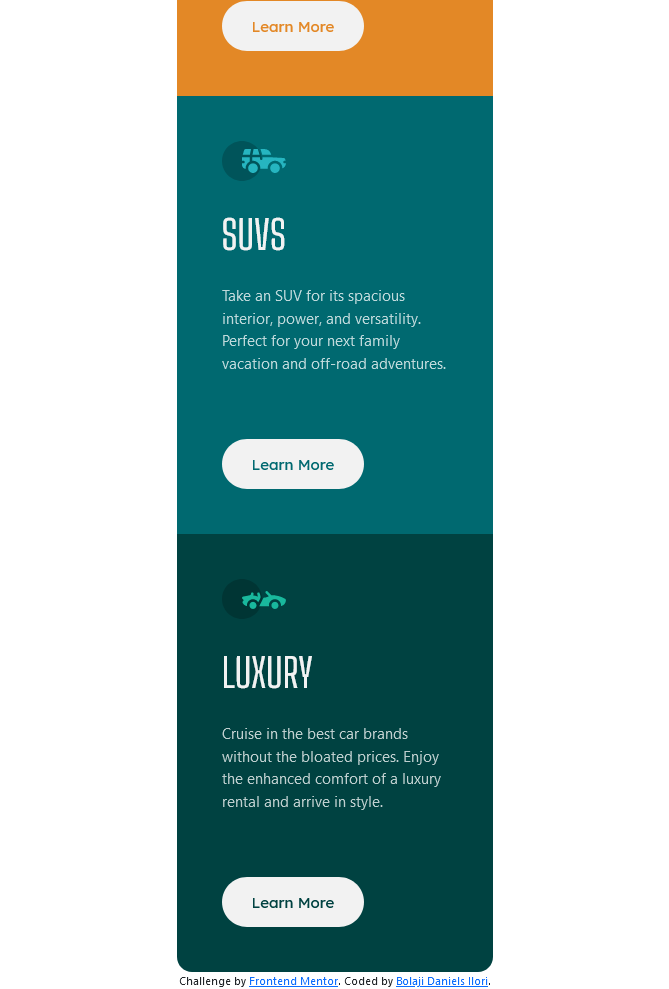 Learn More
SUVS
Take an SUV for its spacious
interior, power, and versatility.
Perfect for your next family
vacation and off-road adventures.
Learn More
LUXURY
Cruise in the best car brands
without the bloated prices. Enjoy
the enhanced comfort of a luxury
rental and arrive in style.
Learn More
Challenge by Frontend Mentor. Coded by Bolaji Daniels Ilori.